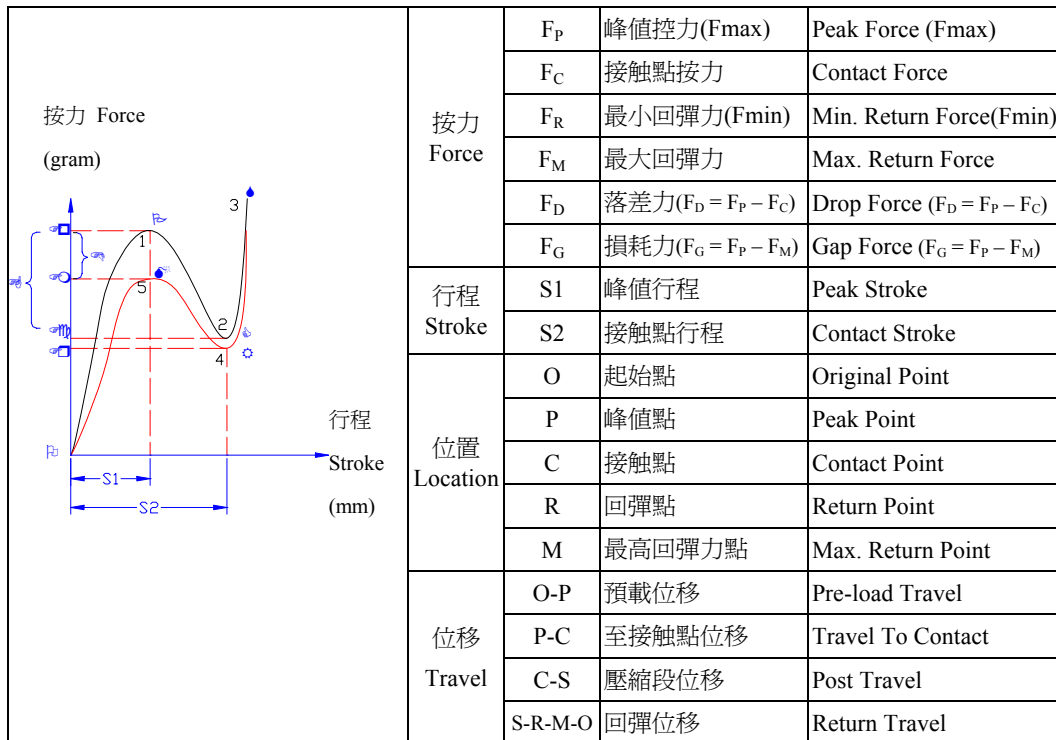 按力 Force
(gram)
3
1
5
2
4
行程
Stroke
(mm)
S1
S2
按力
Force
F_P 峰值控力(Fmax) Peak Force (Fmax)
F_C 接触點按力 Contact Force
F_R 最小回彈力(Fmin) Min. Return Force(Fmin)
F_M 最大回彈力 Max. Return Force
F_D 落差力(F_D = F_P – F_C) Drop Force (F_D = F_P – F_C)
F_G 損耗力(F_G = F_P – F_M) Gap Force (F_G = F_P – F_M)
行程
Stroke
S1 峰值行程 Peak Stroke
S2 接触點行程 Contact Stroke
位置
Location
O 起始點 Original Point
P 峰值點 Peak Point
C 接触點 Contact Point
R 回彈點 Return Point
M 最高回彈力點 Max. Return Point
位移
Travel
O-P 預載位移 Pre-load Travel
P-C 至接触點位移 Travel To Contact
C-S 壓縮段位移 Post Travel
S-R-M-O 回彈位移 Return Travel